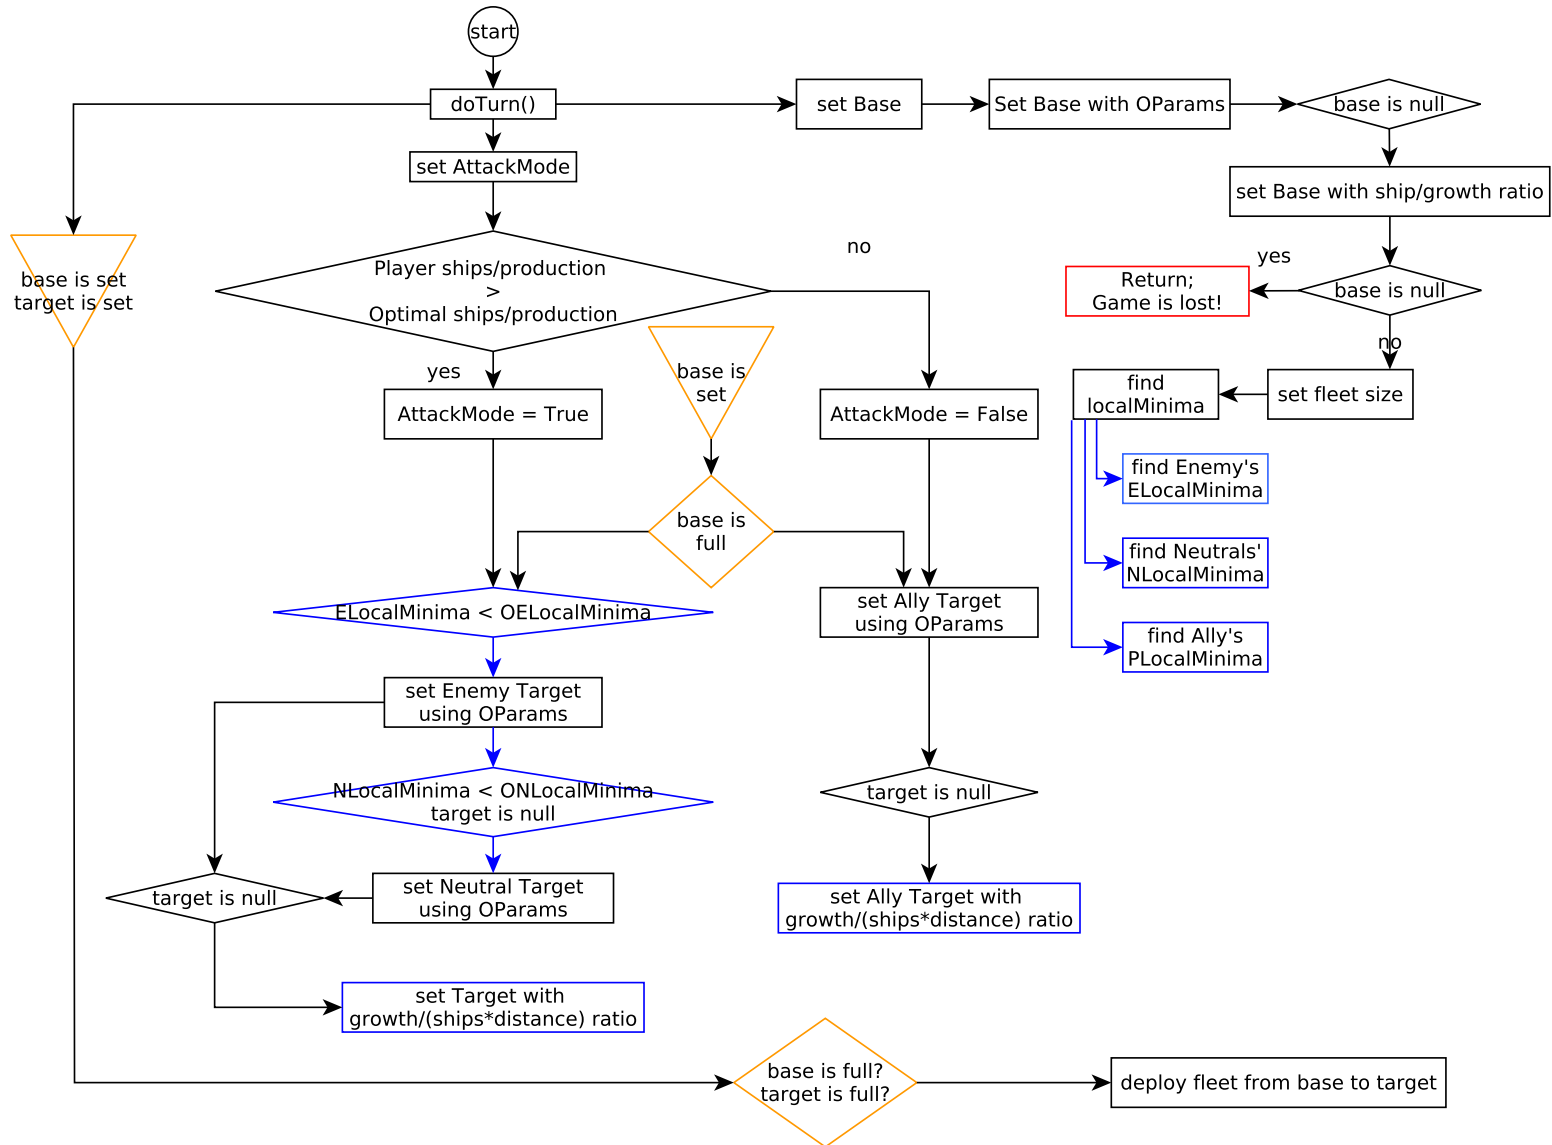 start
doTurn()
set Base
Set Base with OParams
base is null
set AttackMode
set Base with ship/growth ratio
no
yes
Player ships/production
>
Optimal ships/production
base is set
target is set
Return;
Game is lost!
base is null
no
yes
base is
set
AttackMode = True
AttackMode = False
find
localMinima
set fleet size
find Enemy's
ELocalMinima
base is
full
find Neutrals'
NLocalMinima
ELocalMinima < OELocalMinima
set Ally Target
using OParams
find Ally's
PLocalMinima
set Enemy Target
using OParams
NLocalMinima < ONLocalMinima
target is null
target is null
target is null
set Neutral Target
using OParams
set Ally Target with
growth/(ships*distance) ratio
set Target with
growth/(ships*distance) ratio
base is full?
target is full?
deploy fleet from base to target